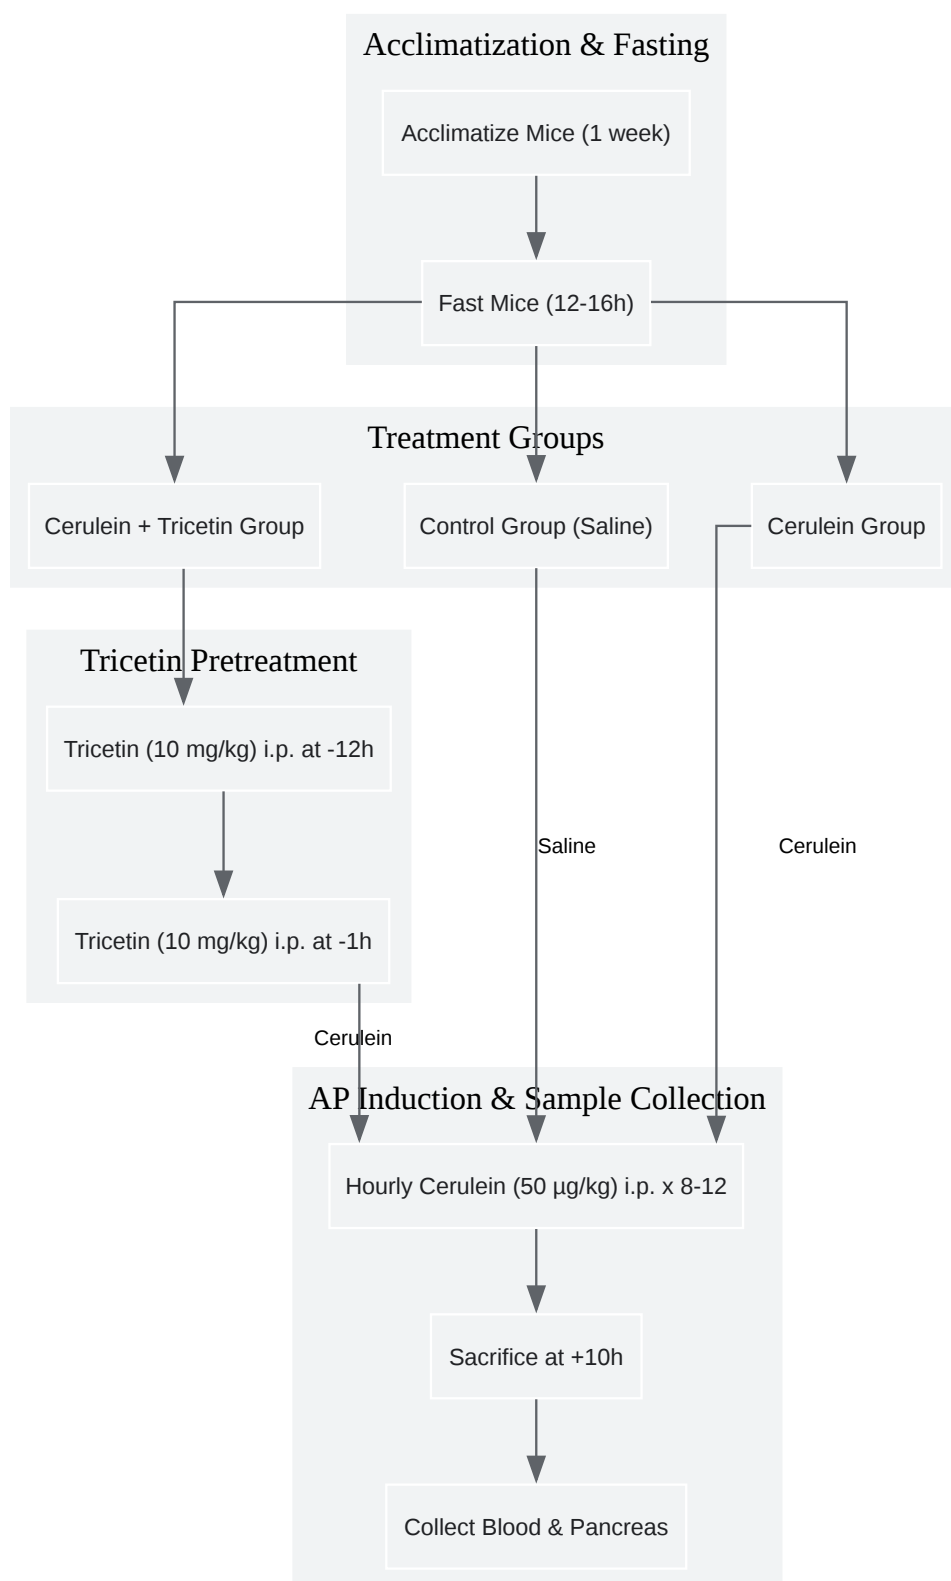 Acclimatization & Fasting
Acclimatize Mice (1 week)
Fast Mice (12-16h)
Treatment Groups
Cerulein + Tricetin Group
Control Group (Saline)
Cerulein Group
Tricetin Pretreatment
Tricetin (10 mg/kg) i.p. at -12h
Saline
Cerulein
Tricetin (10 mg/kg) i.p. at -1h
Cerulein
AP Induction & Sample Collection
Hourly Cerulein (50 µg/kg) i.p. x 8-12
Sacrifice at +10h
Collect Blood & Pancreas